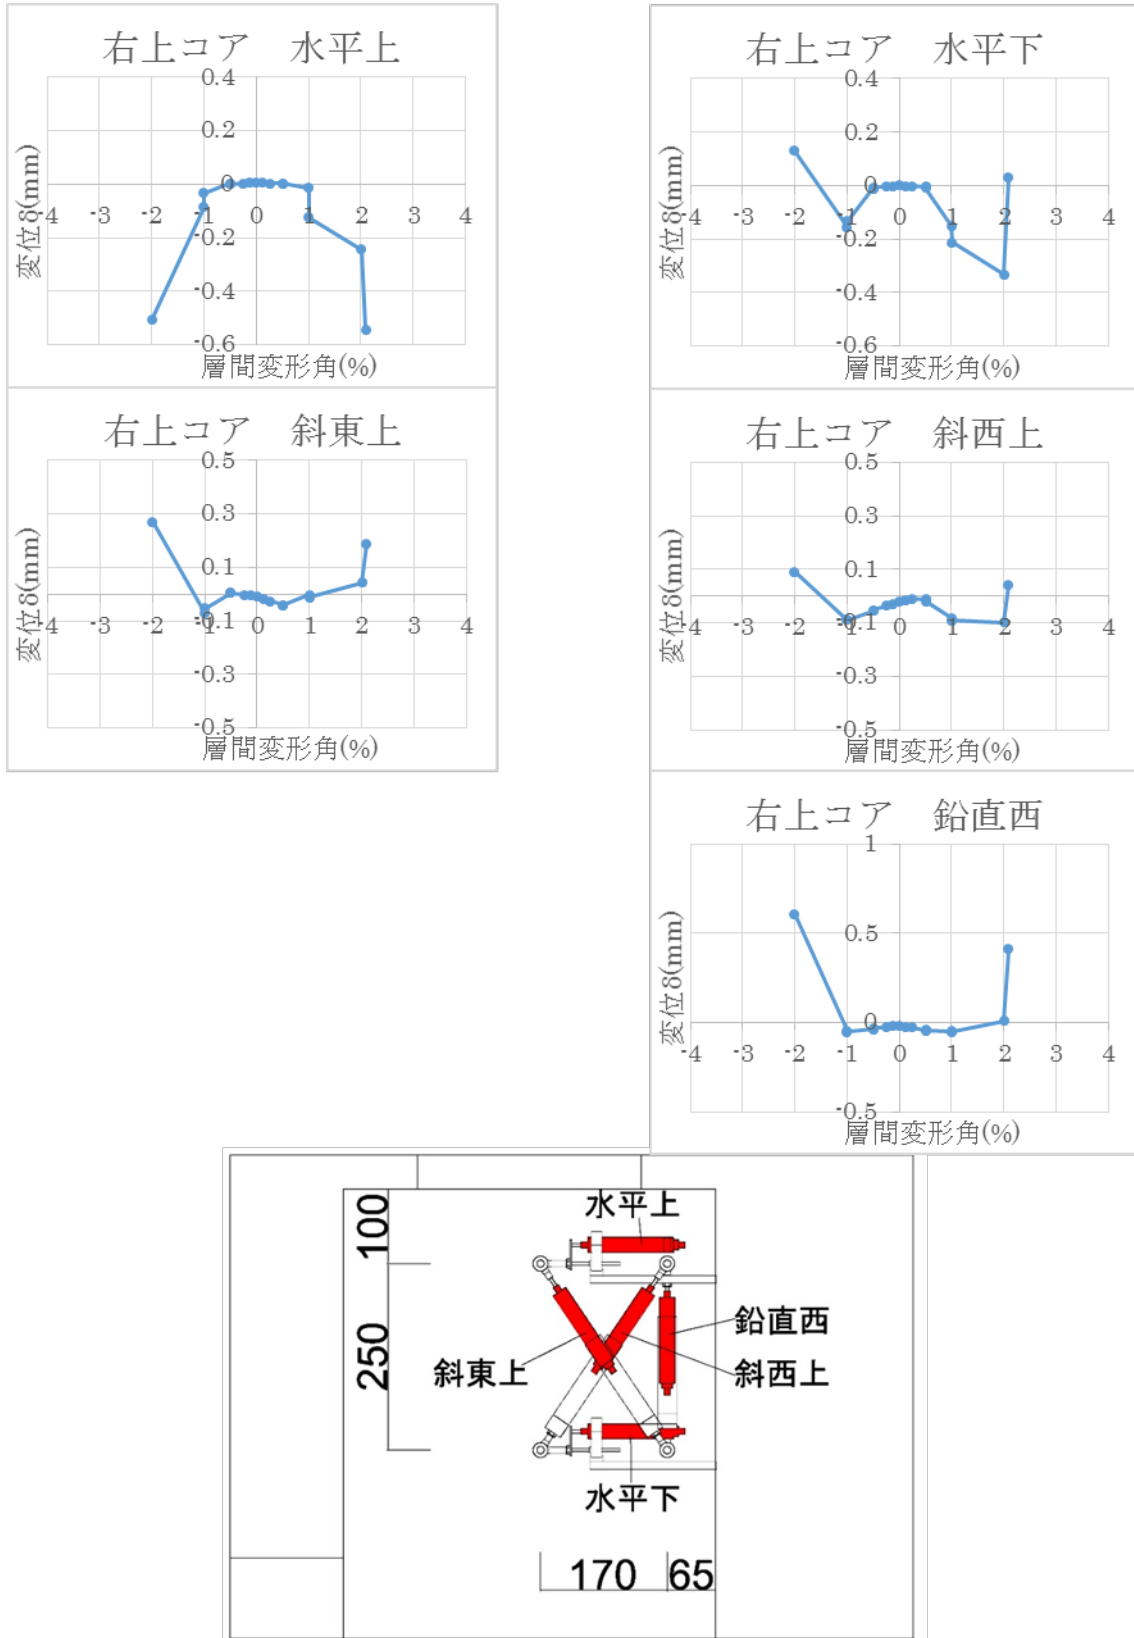 右上コア 水平上
0.4
0.2
0
-0.2
-0.4
-0.6
-4 -3 -2 -1 0 1 2 3 4
変位δ(mm)
層間変形角(%)
右上コア 水平下
0.4
0.2
0
-0.2
-0.4
-0.6
-4 -3 -2 -1 0 1 2 3 4
変位δ(mm)
層間変形角(%)
右上コア 斜東上
0.5
0.3
0.1
-0.1
-0.3
-0.5
-4 -3 -2 -1 0 1 2 3 4
変位δ(mm)
層間変形角(%)
右上コア 斜西上
0.5
0.3
0.1
-0.1
-0.3
-0.5
-4 -3 -2 -1 0 1 2 3 4
変位δ(mm)
層間変形角(%)
右上コア 鉛直西
1
0.5
0
-0.5
-4 -3 -2 -1 0 1 2 3 4
変位δ(mm)
層間変形角(%)
100
水平上
250
鉛直西
斜東上
斜西上
水平下
170 65